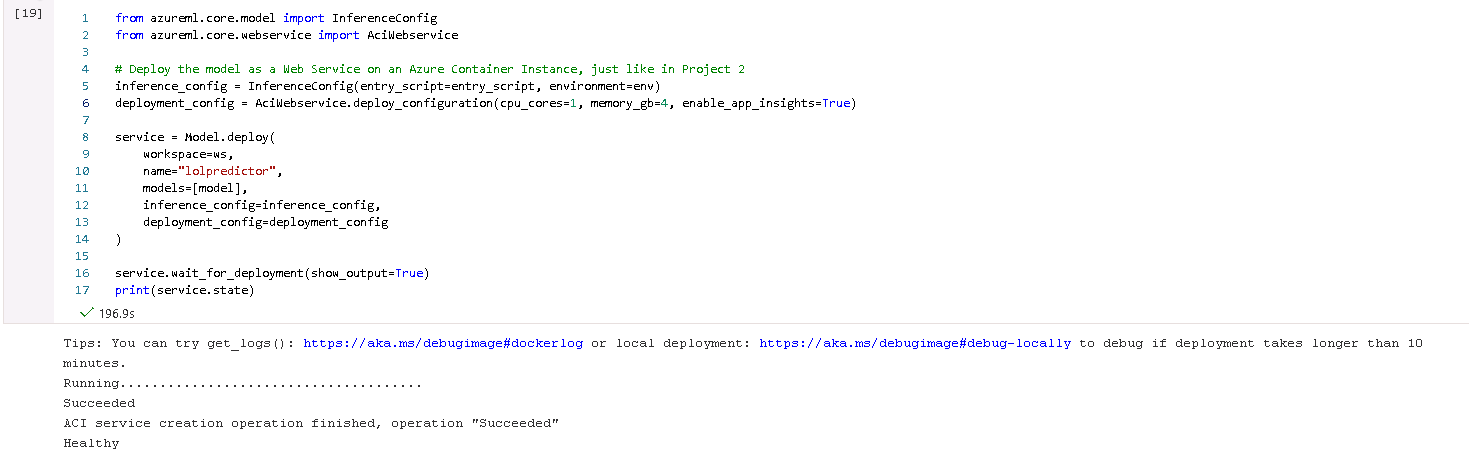 [19]
1 from azureml.core.model import InferenceConfig
2 from azureml.core.webservice import AciWebservice
3
4 # Deploy the model as a Web Service on an Azure Container Instance, just like in Project 2
5 inference_config = InferenceConfig(entry_script=entry_script, environment=env)
6 deployment_config = AciWebservice.deploy_configuration(cpu_cores=1, memory_gb=4, enable_app_insights=True)
7
8 service = Model.deploy(
9     workspace=ws,
10     name="lolpredictor",
11     models=[model],
12     inference_config=inference_config,
13     deployment_config=deployment_config
14 )
15
16 service.wait_for_deployment(show_output=True)
17 print(service.state)
196.9s
Tips: You can try get_logs(): https://aka.ms/debugimage#dockerlog or local deployment: https://aka.ms/debugimage#debug-locally to debug if deployment takes longer than 10
minutes.
Running......................................
Succeeded
ACI service creation operation finished, operation "Succeeded"
Healthy